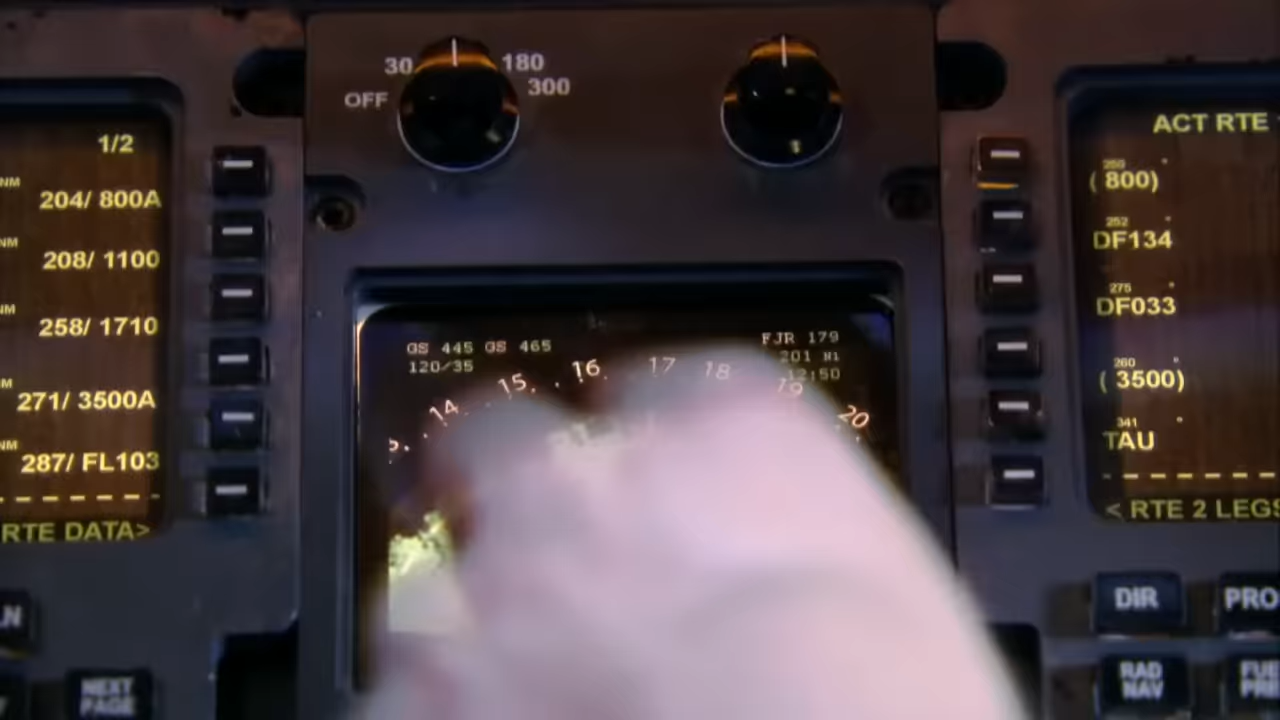 30
180
OFF
300
1/2
NM
204/ 800A
NM
208/ 1100
NM
258/ 1710
M
271/ 3500A
NM
287/ FL103
RTE DATA>
LN
NEXT
PAGE
GS 445 GS 465
120/35
FJR 179
201 NM
12:50
14 15 16 17 18 19 20
ACT RTE
250°
( 800)
252°
DF134
275°
DF033
260°
( 3500)
341°
TAU
< RTE 2 LEGS
DIR
PRO
RAD
NAV
FUE
PRE